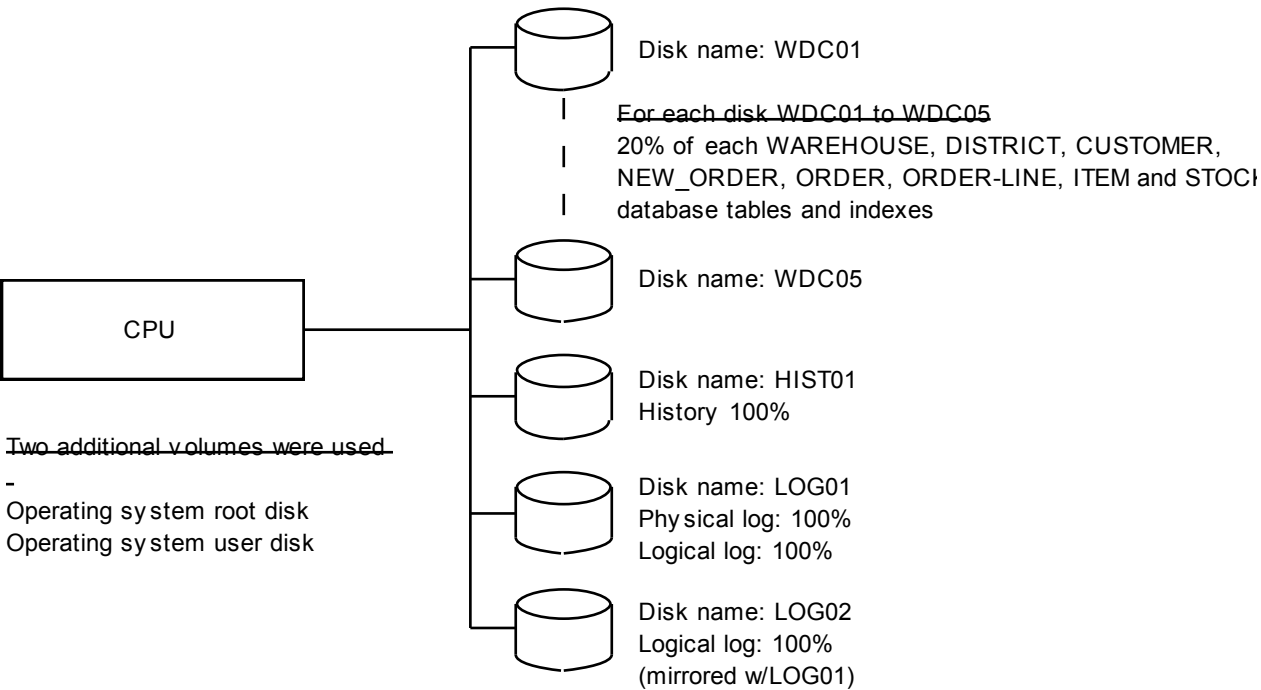 Disk name: WDC01
For each disk WDC01 to WDC05
20% of each WAREHOUSE, DISTRICT, CUSTOMER,
NEW_ORDER, ORDER, ORDER-LINE, ITEM and STOCK
database tables and indexes
Disk name: WDC05
CPU
Disk name: HIST01
History 100%
Two additional volumes were used
-
Operating system root disk
Operating system user disk
Disk name: LOG01
Physical log: 100%
Logical log: 100%
Disk name: LOG02
Logical log: 100%
(mirrored w/LOG01)